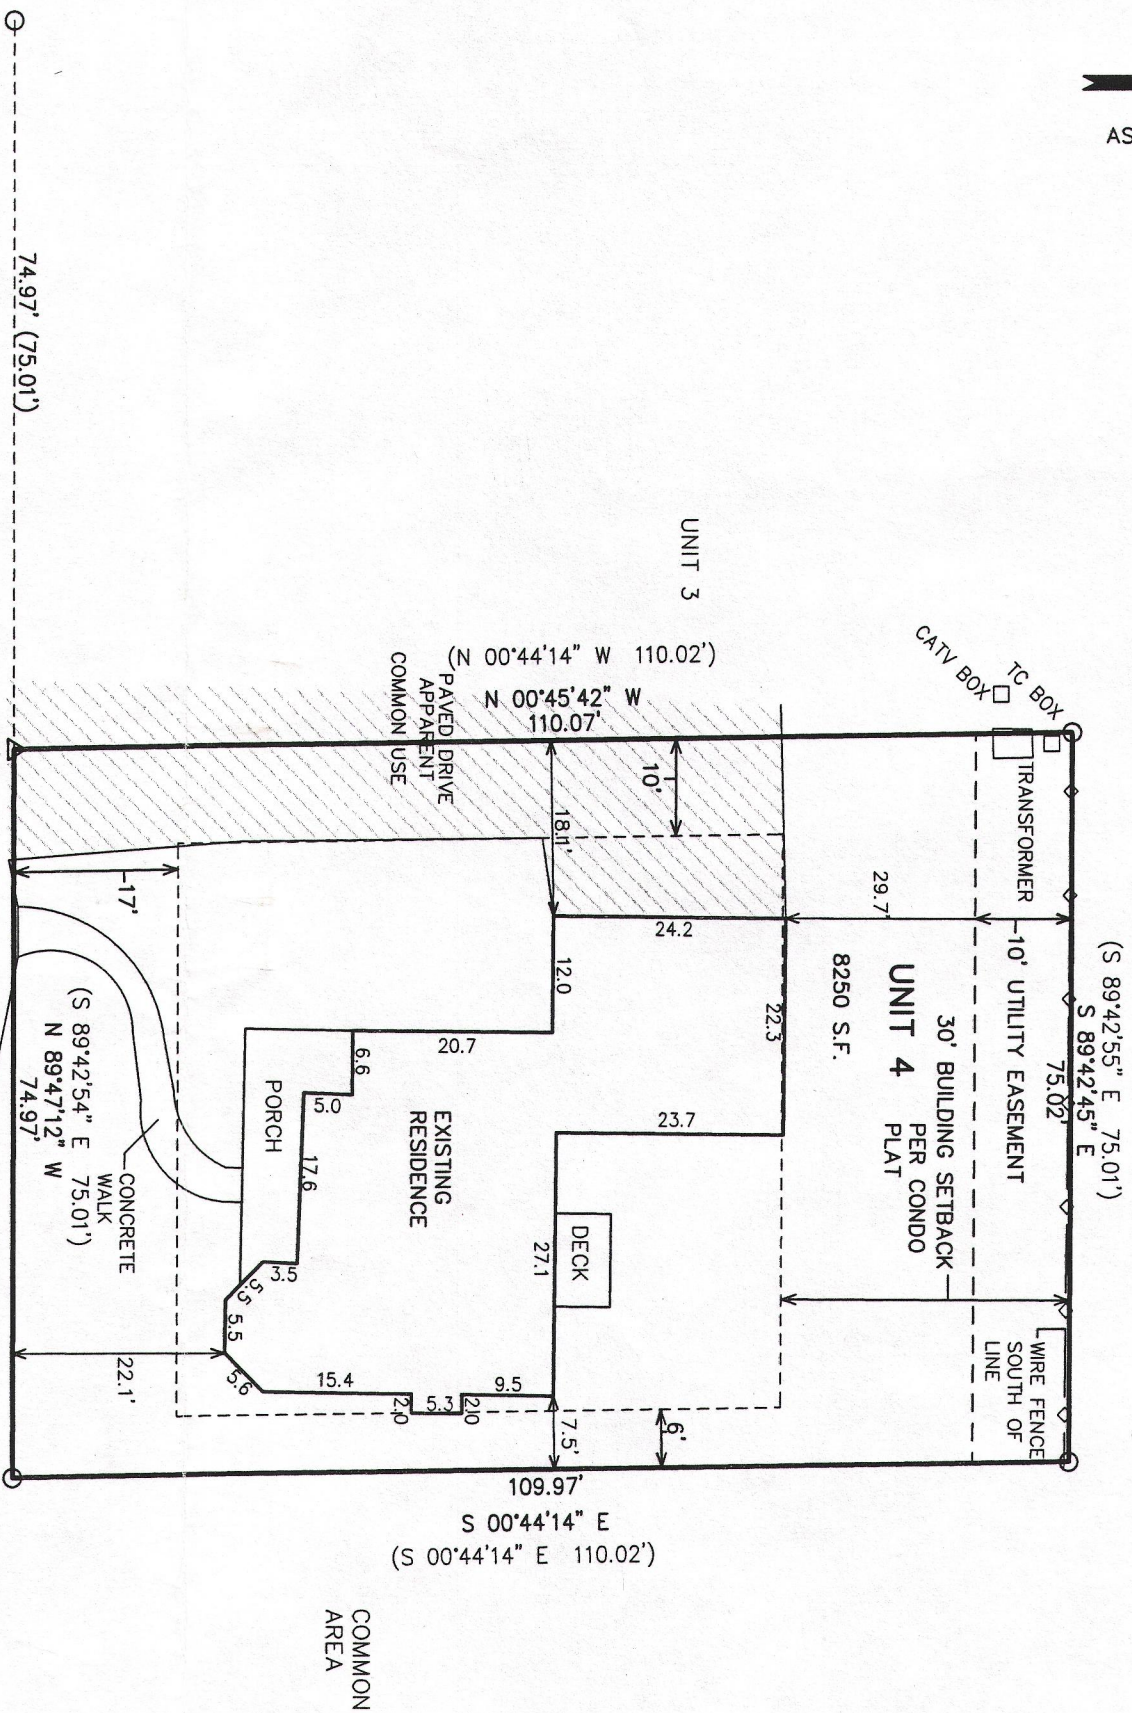 AS
(S 89°42'55" E 75.01')
S 89°42'45" E
75.02'
TC BOX
CATV BOX
TRANSFORMER
10' UTILITY EASEMENT
WIRE FENCE
SOUTH OF
LINE
29.7'
30' BUILDING SETBACK
PER CONDO
PLAT
UNIT 4
8250 S.F.
UNIT 3
(N 00°44'14" W 110.02')
N 00°45'42" W
110.07'
PAVED DRIVE
APPARENT
COMMON USE
10'
18.1'
24.2
22.3
23.7
12.0
20.7
6.6
5.0
17.6
3.5
5.5
5.5
5.6
15.4
2.0
5.3
2.0
9.5
27.1
DECK
EXISTING
RESIDENCE
PORCH
7.5'
6'
22.1'
17'
CONCRETE
WALK
(S 89°42'54" E 75.01')
N 89°47'12" W
74.97'
74.97' (75.01')
109.97'
S 00°44'14" E
(S 00°44'14" E 110.02')
COMMON
AREA